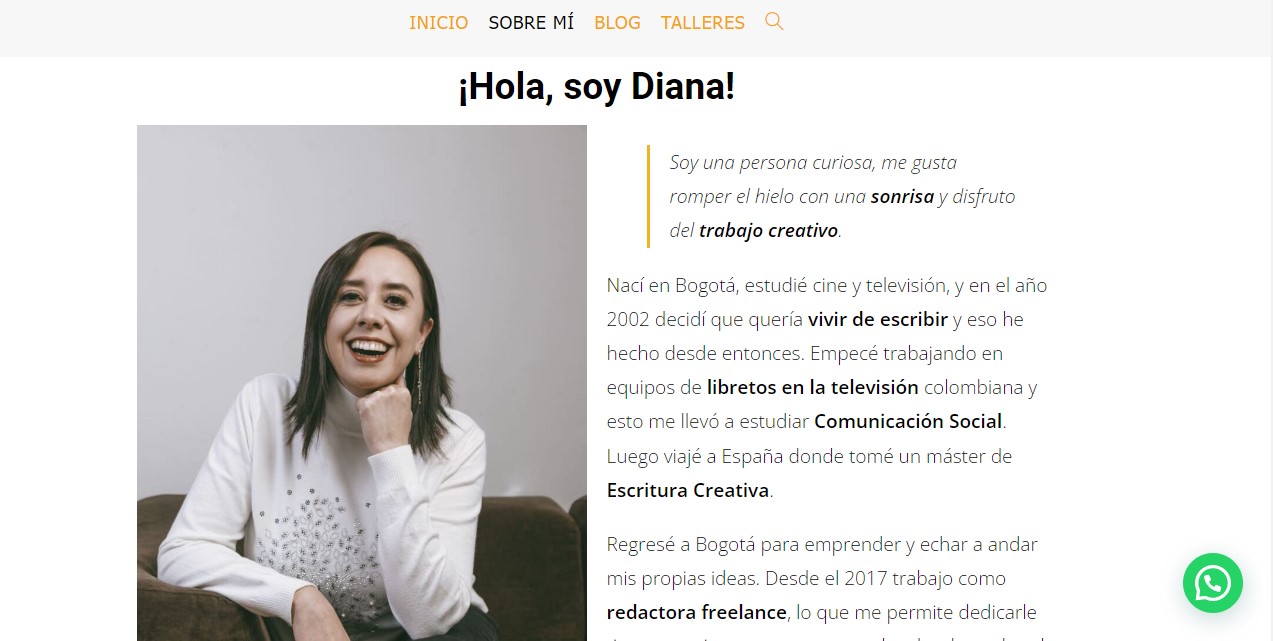 INICIO SOBRE MÍ BLOG TALLERES
¡Hola, soy Diana!
Soy una persona curiosa, me gusta
romper el hielo con una sonrisa y disfruto
del trabajo creativo.
Nací en Bogotá, estudié cine y televisión, y en el año
2002 decidí que quería vivir de escribir y eso he
hecho desde entonces. Empecé trabajando en
equipos de libretos en la televisión colombiana y
esto me llevó a estudiar Comunicación Social.
Luego viajé a España donde tomé un máster de
Escritura Creativa.
Regresé a Bogotá para emprender y echar a andar
mis propias ideas. Desde el 2017 trabajo como
redactora freelance, lo que me permite dedicarle